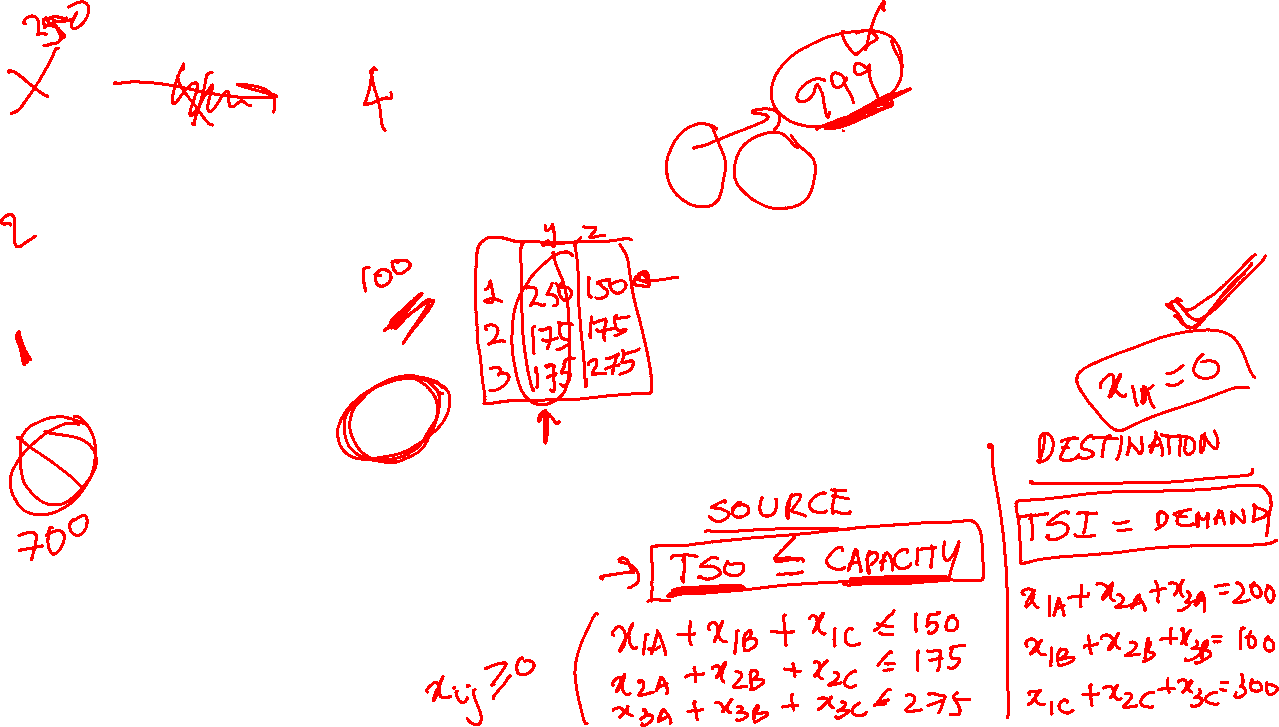 250
X
4
999
2
100
y z
1 250 150
2 175 175
3 175 275
x1A = 0
700
DESTINATION
TSI = DEMAND
x1A + x2A + x3A = 200
x1B + x2B + x3B = 100
x1C + x2C + x3C = 300
SOURCE
TSO ≤ CAPACITY
x1A + x1B + x1C ≤ 150
x2A + x2B + x2C ≤ 175
x3A + x3B + x3C ≤ 275
xij ≥ 0